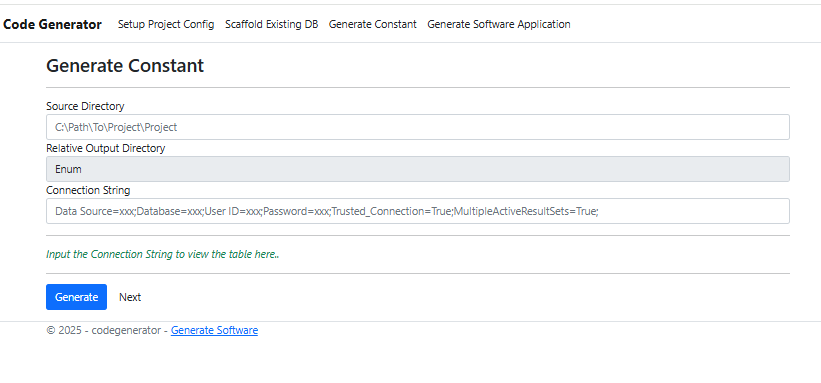 Code Generator Setup Project Config Scaffold Existing DB Generate Constant Generate Software Application
Generate Constant
Source Directory
C:\Path\To\Project\Project
Relative Output Directory
Enum
Connection String
Data Source=xxx;Database=xxx;User ID=xxx;Password=xxx;Trusted_Connection=True;MultipleActiveResultSets=True;
Input the Connection String to view the table here..
Generate Next
© 2025 - codegenerator - Generate Software